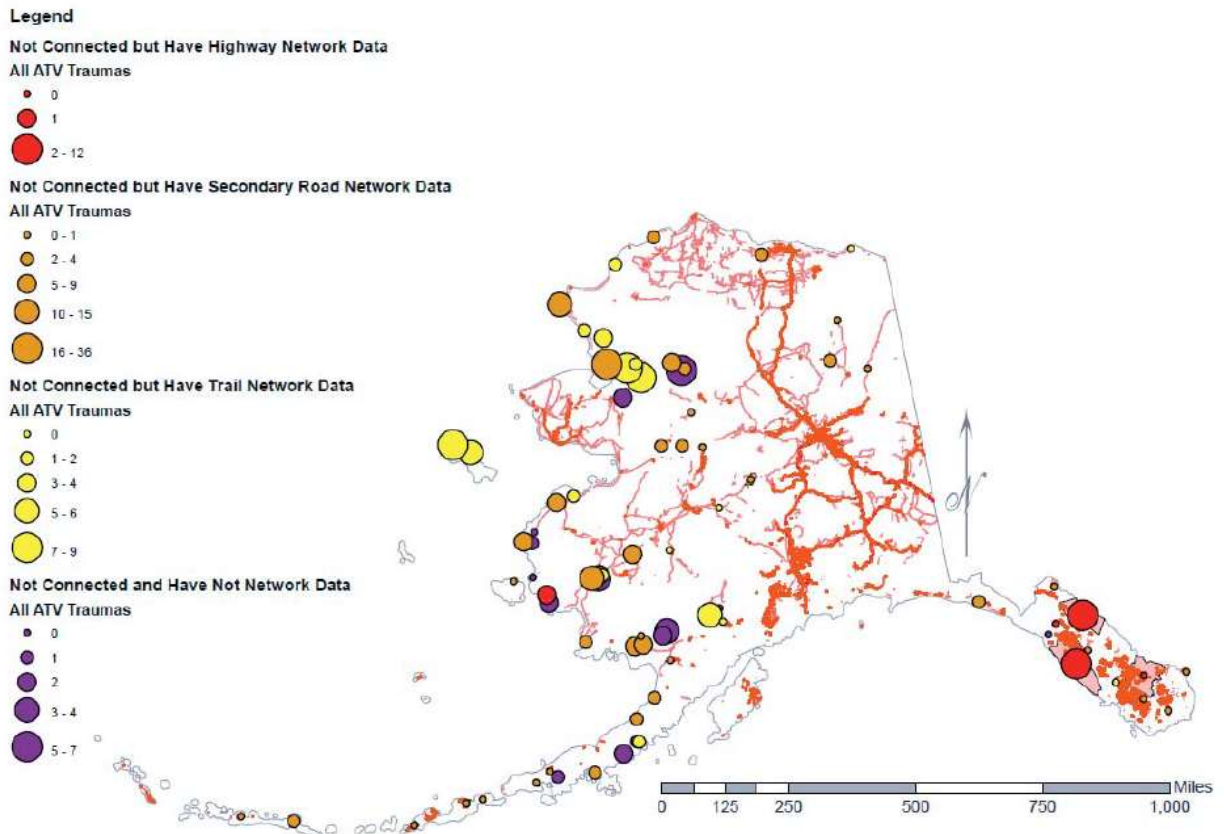 Legend
Not Connected but Have Highway Network Data
All ATV Traumas
0
1
2 - 12
Not Connected but Have Secondary Road Network Data
All ATV Traumas
0 - 1
2 - 4
5 - 9
10 - 15
16 - 36
Not Connected but Have Trail Network Data
All ATV Traumas
0
1 - 2
3 - 4
5 - 6
7 - 9
Not Connected and Have Not Network Data
All ATV Traumas
0
1
2
3 - 4
5 - 7
N
Miles
0 125 250 500 750 1,000